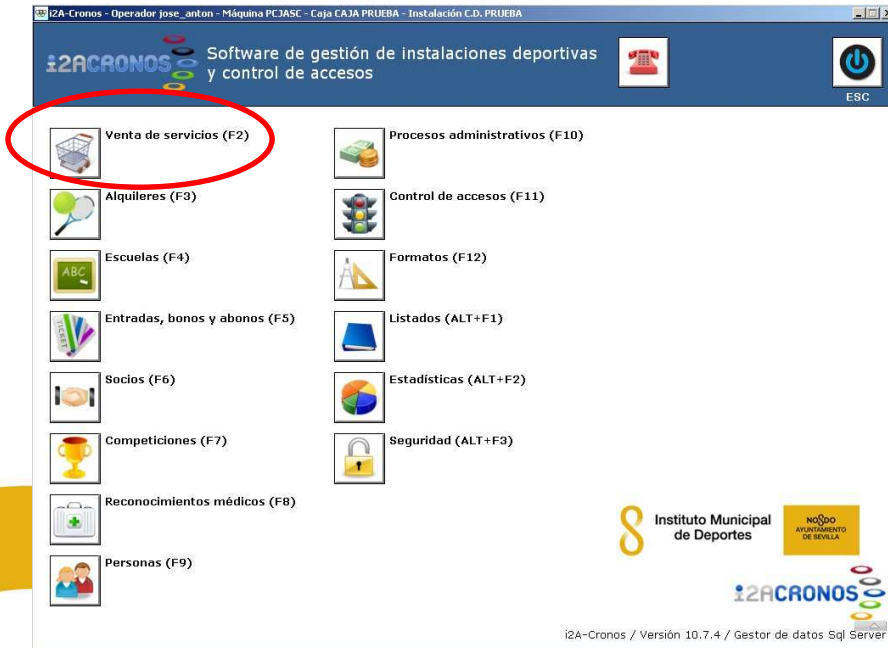 i2A-Cronos - Operador jose_anton - Máquina PCJASC - Caja CAJA PRUEBA - Instalación C.D. PRUEBA
i2ACRONOS
Software de gestión de instalaciones deportivas
y control de accesos
ESC
Venta de servicios (F2)
Procesos administrativos (F10)
Alquileres (F3)
Control de accesos (F11)
ABC
Escuelas (F4)
Formatos (F12)
TICKET
Entradas, bonos y abonos (F5)
Listados (ALT+F1)
Socios (F6)
Estadísticas (ALT+F2)
Competiciones (F7)
Seguridad (ALT+F3)
Reconocimientos médicos (F8)
Personas (F9)
Instituto Municipal
de Deportes
NO8DO
AYUNTAMIENTO
DE SEVILLA
i2ACRONOS
i2A-Cronos / Versión 10.7.4 / Gestor de datos Sql Server